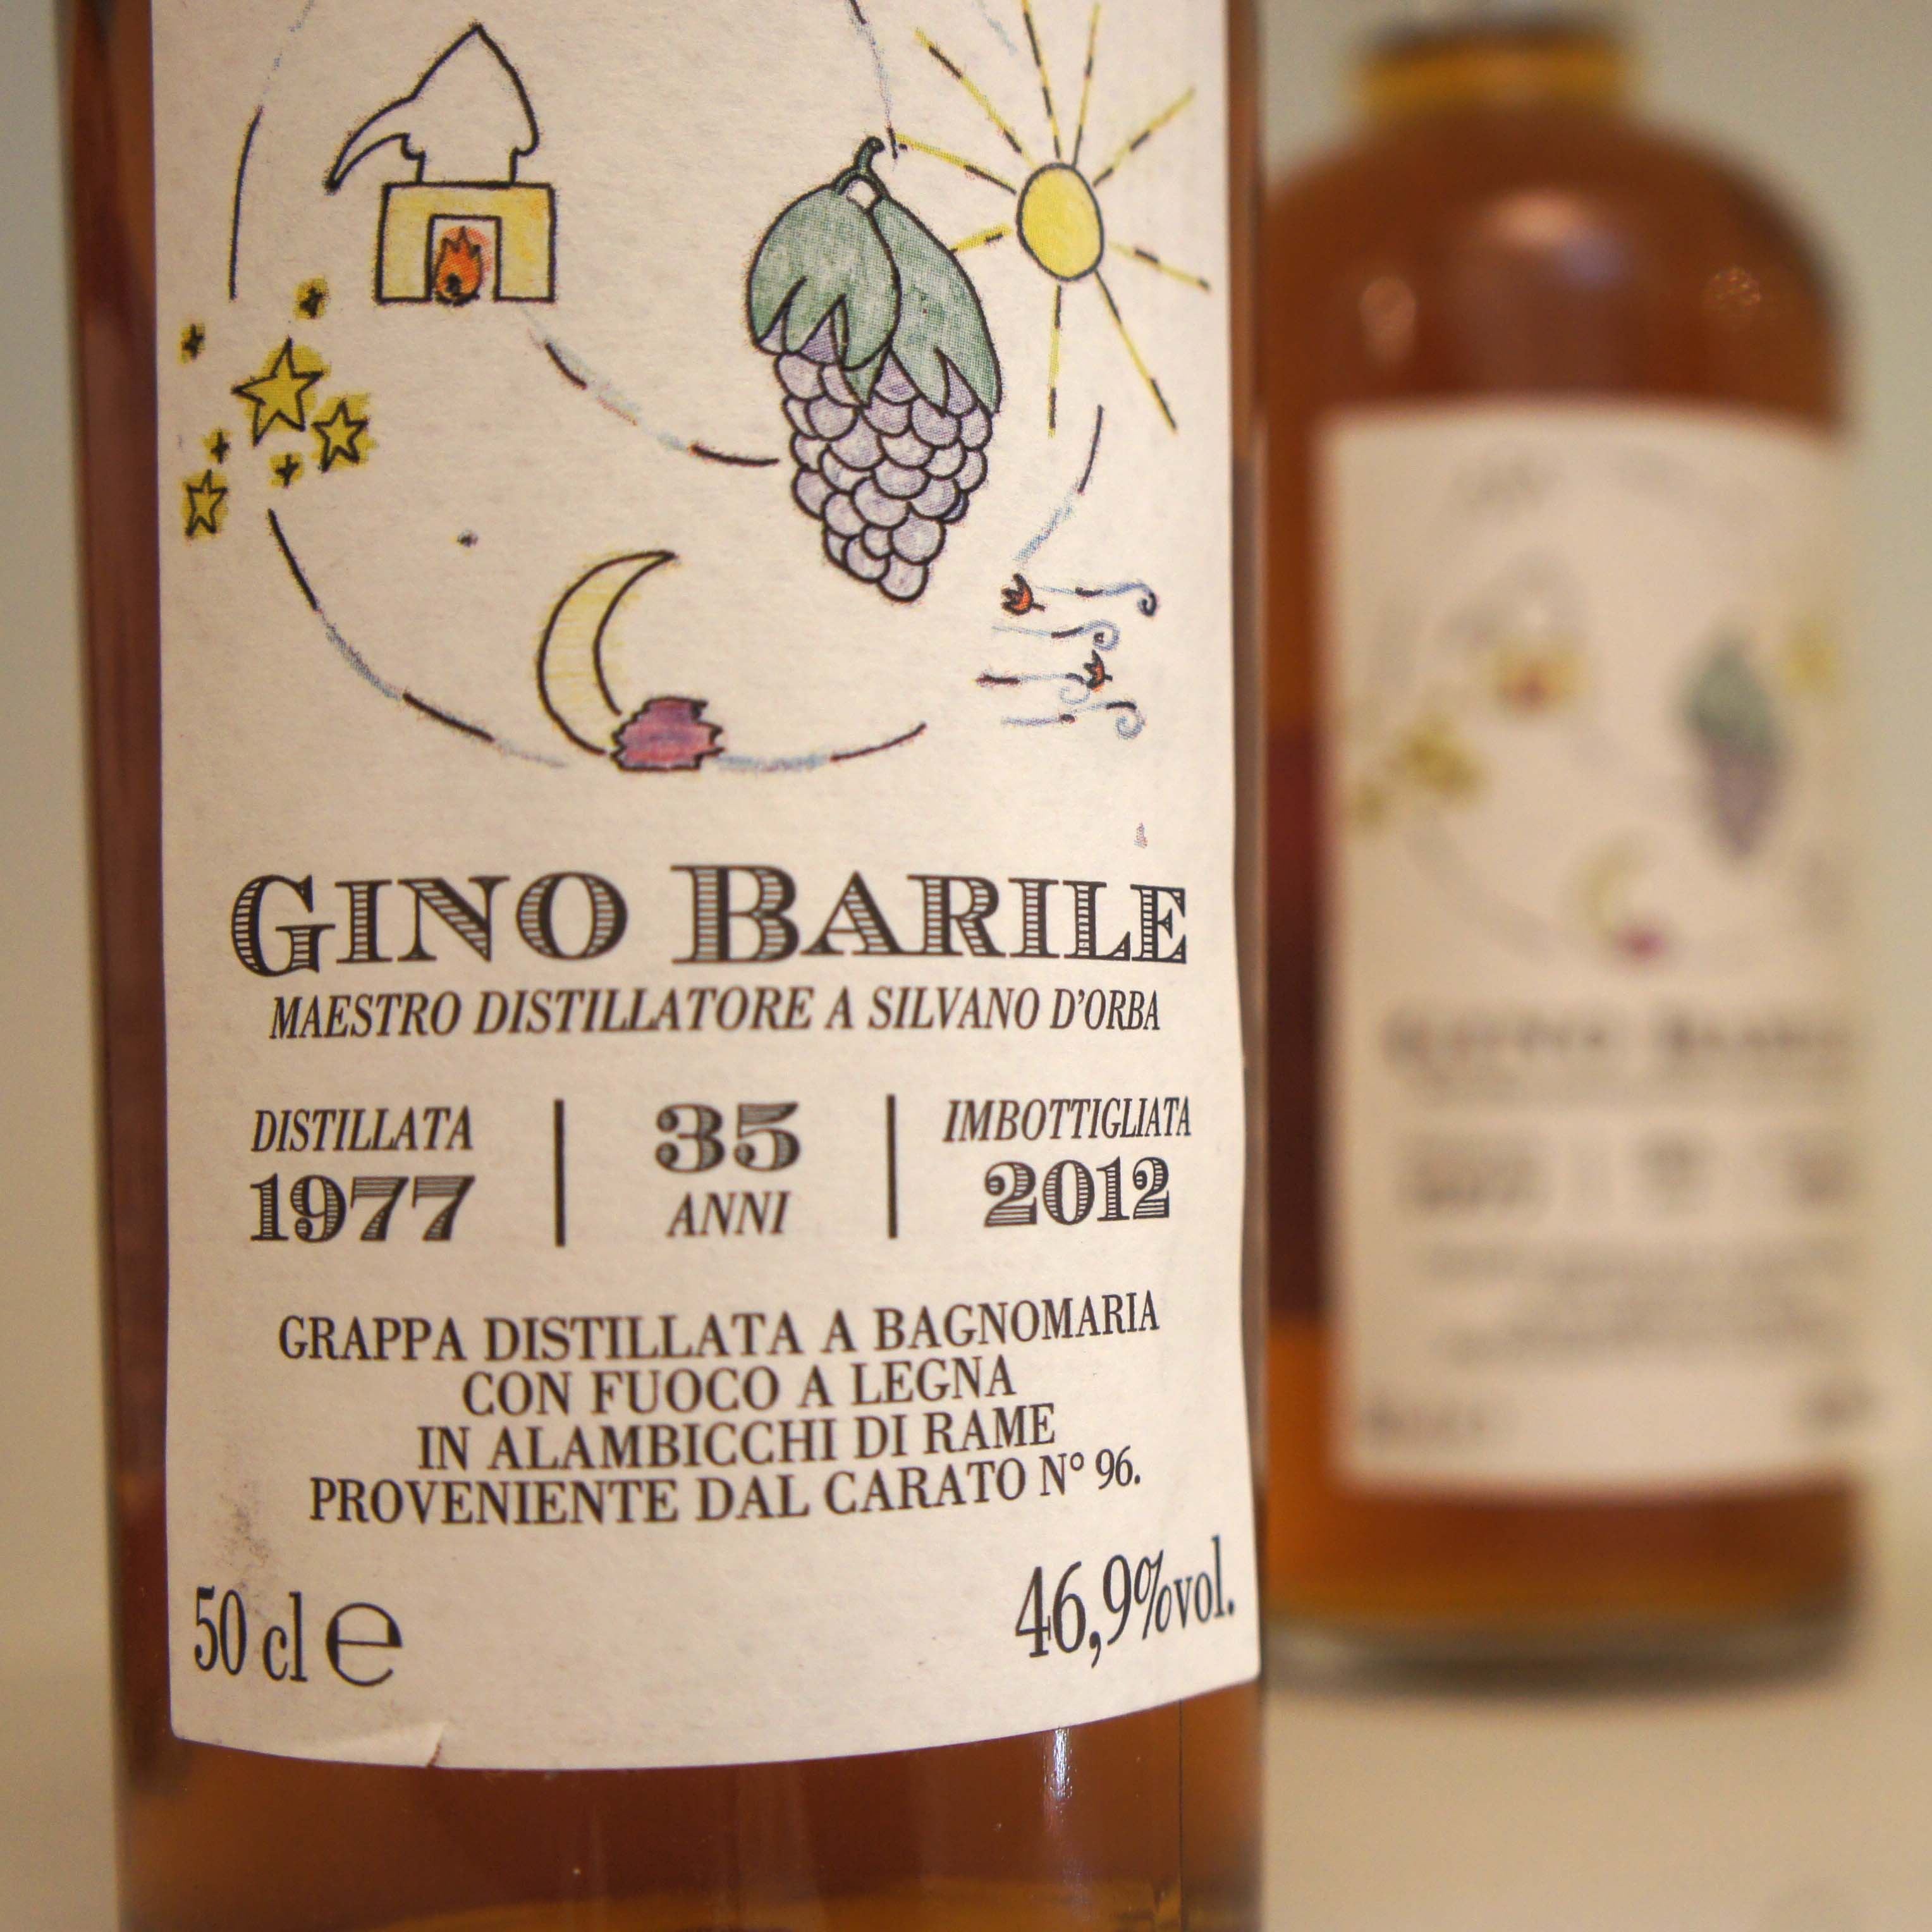 GINO BARILE
MAESTRO DISTILLATORE A SILVANO D'ORBA
DISTILLATA
1977
35
ANNI
IMBOTTIGLIATA
2012
GRAPPA DISTILLATA A BAGNOMARIA
CON FUOCO A LEGNA
IN ALAMBICCHI DI RAME
PROVENIENTE DAL CARATO N° 96.
50 cl e
46,9%vol.